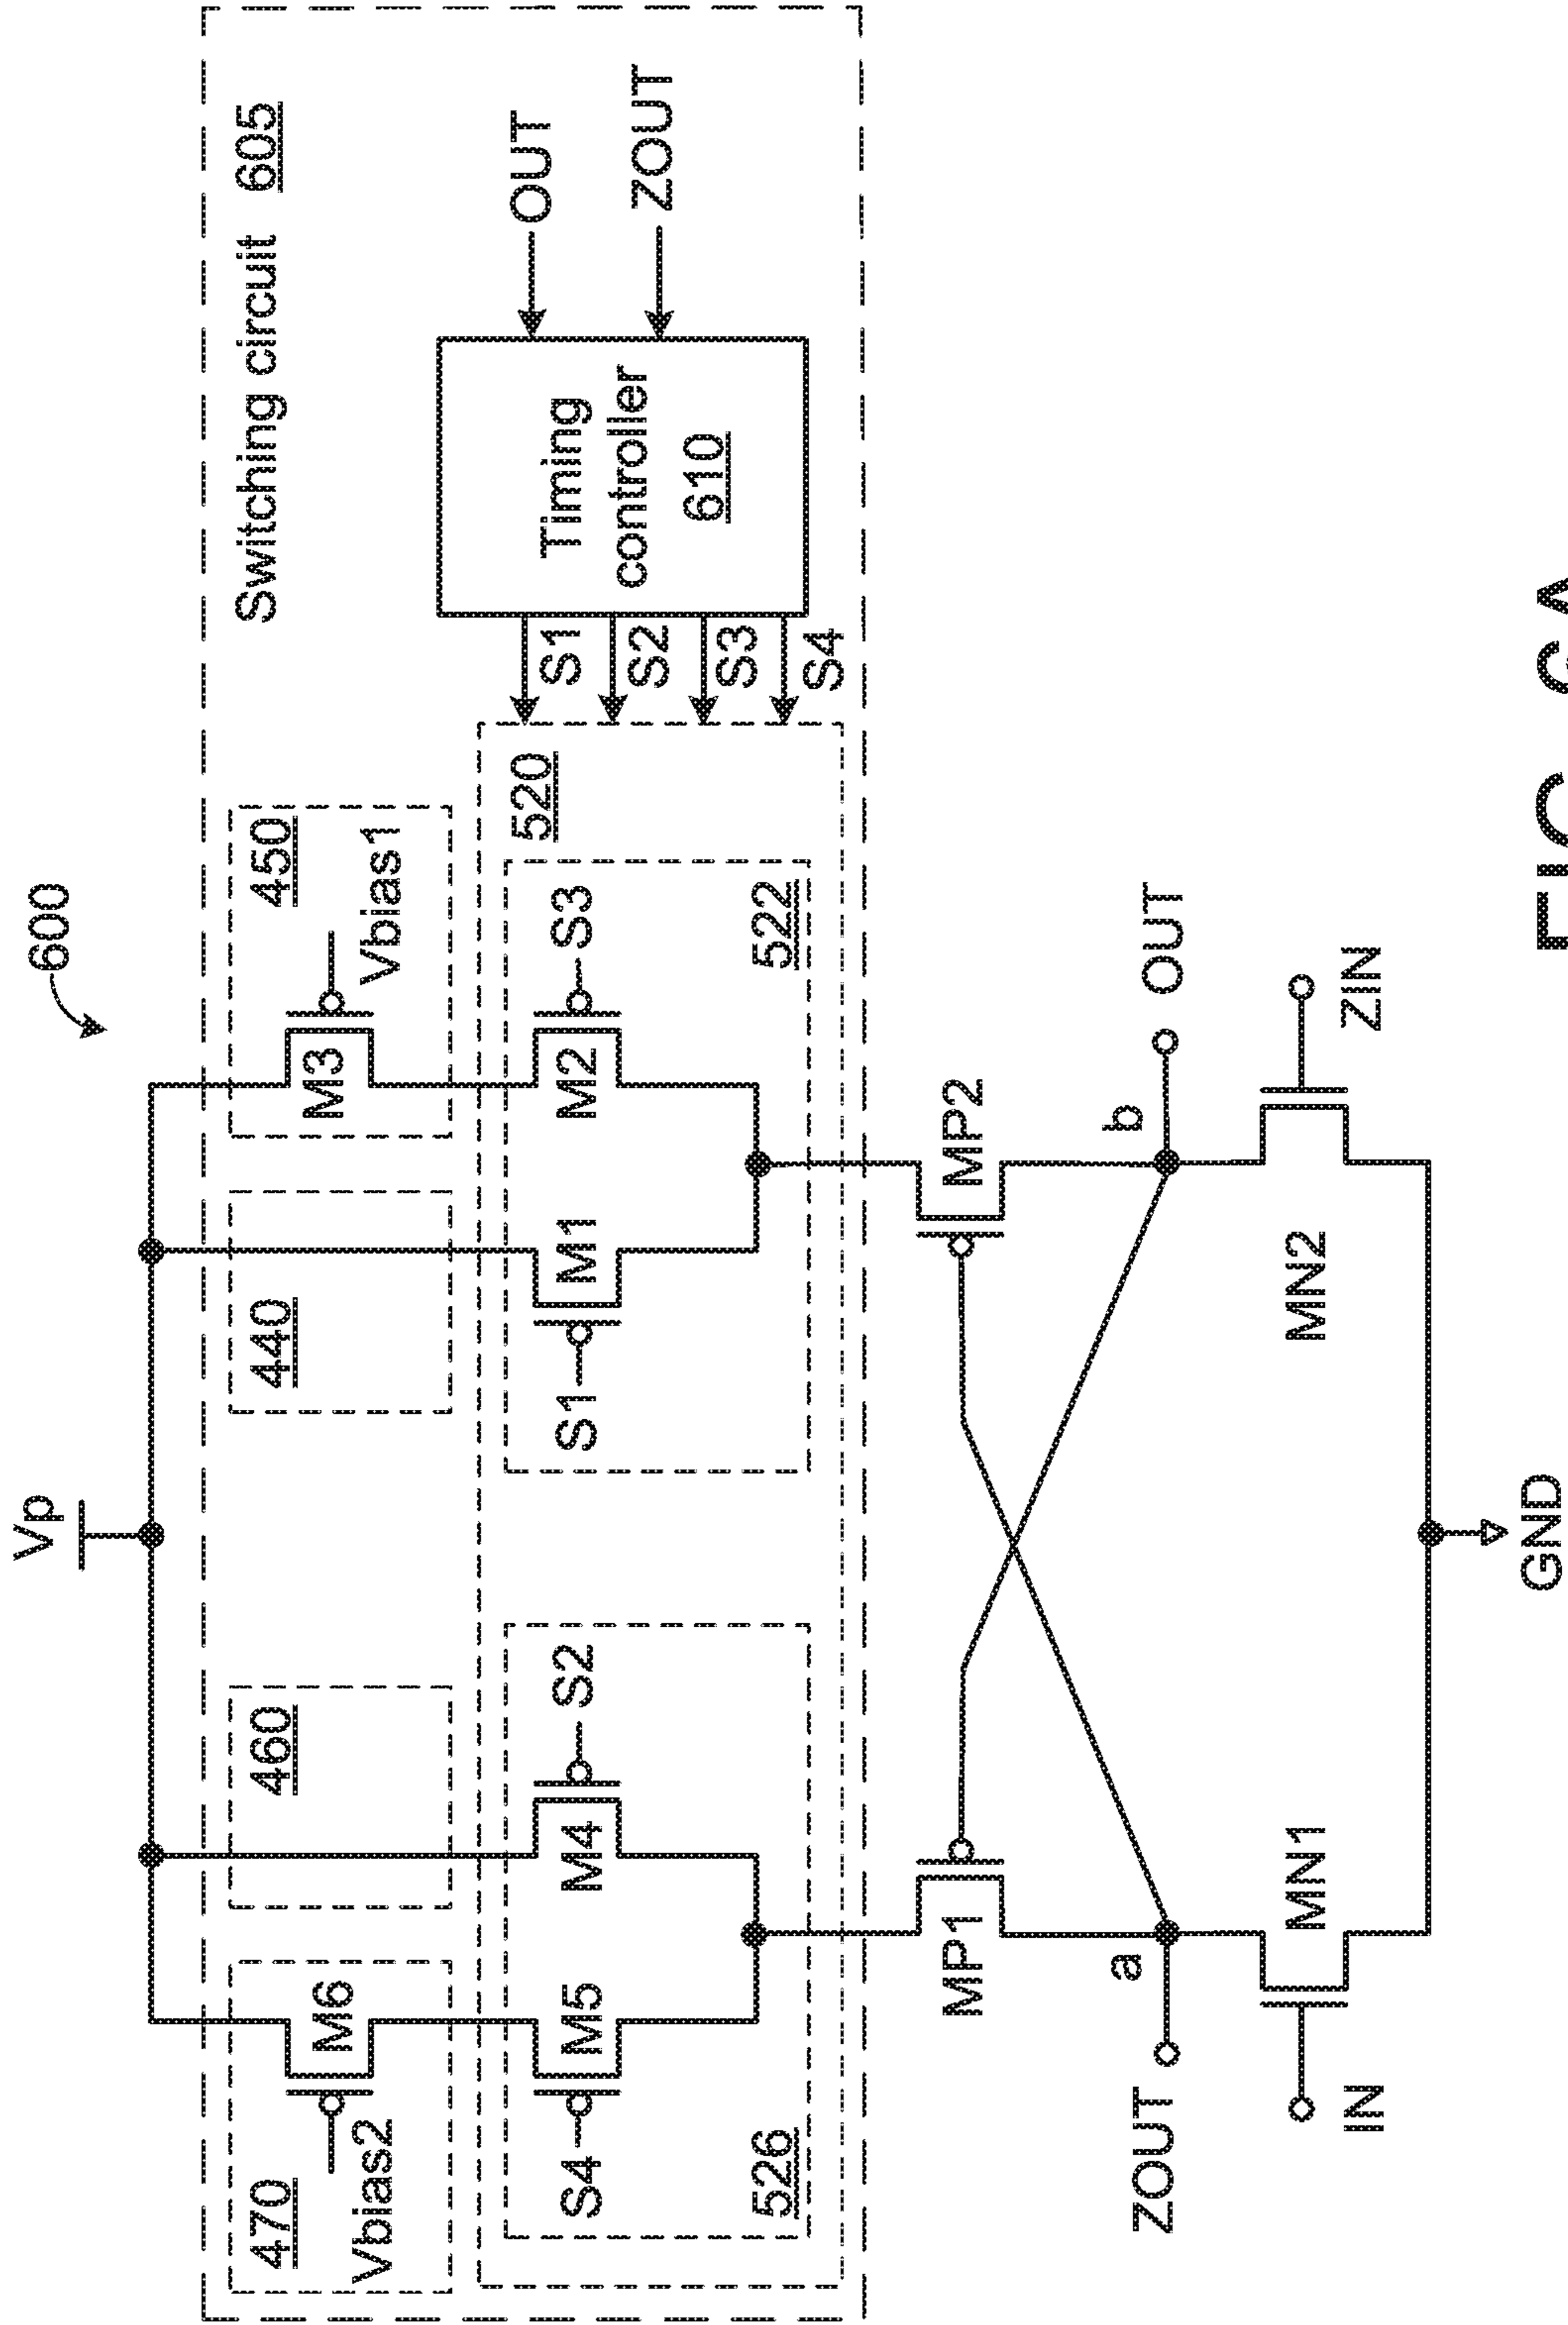 600
Vp
Switching circuit 605
470
M6
Vbias2
460
440
450
M3
Vbias1
520
S4
M5
M4
S2
526
S1
M1
M2
S3
522
S1
S2
S3
S4
Timing
controller
610
OUT
ZOUT
MP1
MP2
a
b
ZOUT
OUT
IN
MN1
MN2
ZIN
GND